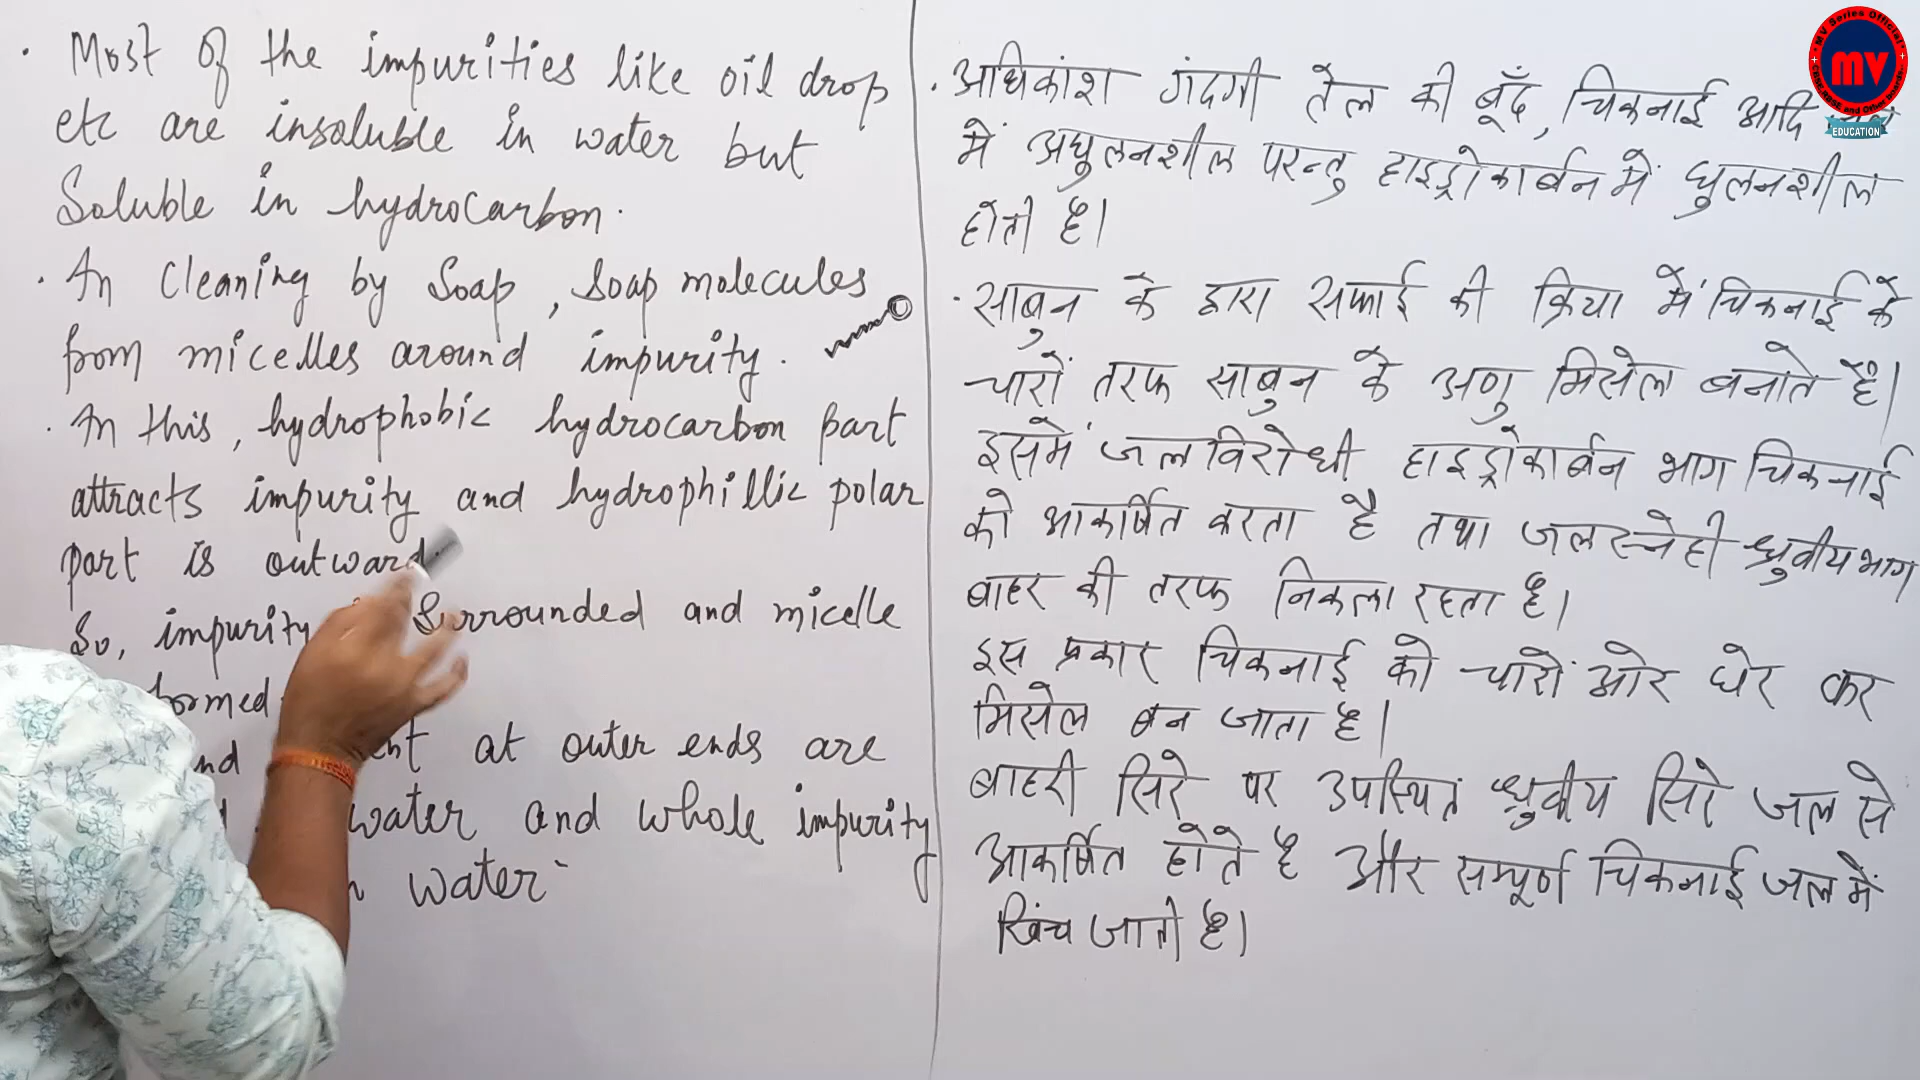 Most of the impurities like oil drop
etc are insoluble in water but
Soluble in hydrocarbon.
In Cleaning by Soap, Soap molecules
from micelles around impurity.
In this, hydrophobic hydrocarbon part
attracts impurity and hydrophillic polar
part is outward.
So, impurity surrounded and micelle
at outer ends are
water and whole impurity
water
अधिकांश गंदगी तेल की बूँद, चिकनाई आदि
में अघुलनशील परन्तु हाइड्रोकार्बन में घुलनशील
होती है।
साबुन के द्वारा सफाई की क्रिया में चिकनाई के
चारों तरफ साबुन के अणु मिसेल बनाते है।
इसमें जलविरोधी हाइड्रोकार्बन भाग चिकनाई
को आकर्षित करता है तथा जलस्नेही ध्रुवीय भाग
बाहर की तरफ निकला रहता है।
इस प्रकार चिकनाई को चारों ओर घेर कर
मिसेल बन जाता है।
बाहरी सिरे पर उपस्थित ध्रुवीय सिरे जल से
आकर्षित होते है और सम्पूर्ण चिकनाई जल में
खिंच जाती है।
MV Series Official
MV
EDUCATION